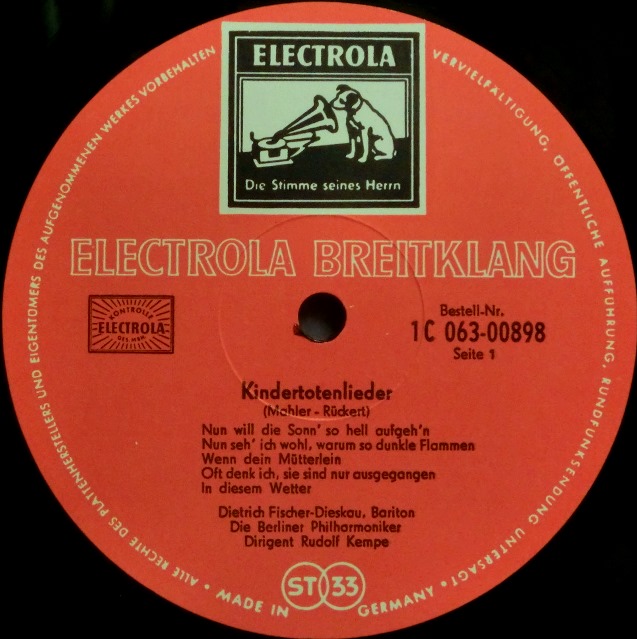 ELECTROLA
Die Stimme seines Herrn
ALLE RECHTE DES PLATTENHERSTELLERS UND EIGENTÜMERS DES AUFGENOMMENEN WERKES VORBEHALTEN
VERVIELFÄLTIGUNG, ÖFFENTLICHE AUFFÜHRUNG, RUNDFUNKSENDUNG UNTERSAGT
ELECTROLA BREITKLANG
KONTROLLE
ELECTROLA
GES. MBH
Bestell-Nr.
1C 063-00898
Seite 1
Kindertotenlieder
(Mahler - Rückert)
Nun will die Sonn' so hell aufgeh'n
Nun seh' ich wohl, warum so dunkle Flammen
Wenn dein Mütterlein
Oft denk ich, sie sind nur ausgegangen
In diesem Wetter
Dietrich Fischer-Dieskau, Bariton
Die Berliner Philharmoniker
Dirigent Rudolf Kempe
• MADE IN GERMANY •
ST 33